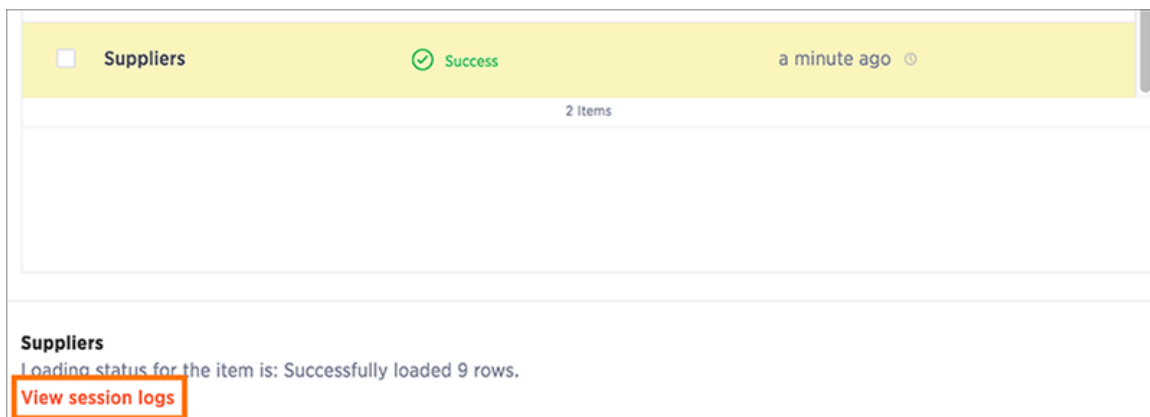 Suppliers Success a minute ago
2 Items
Suppliers
Loading status for the item is: Successfully loaded 9 rows.
View session logs